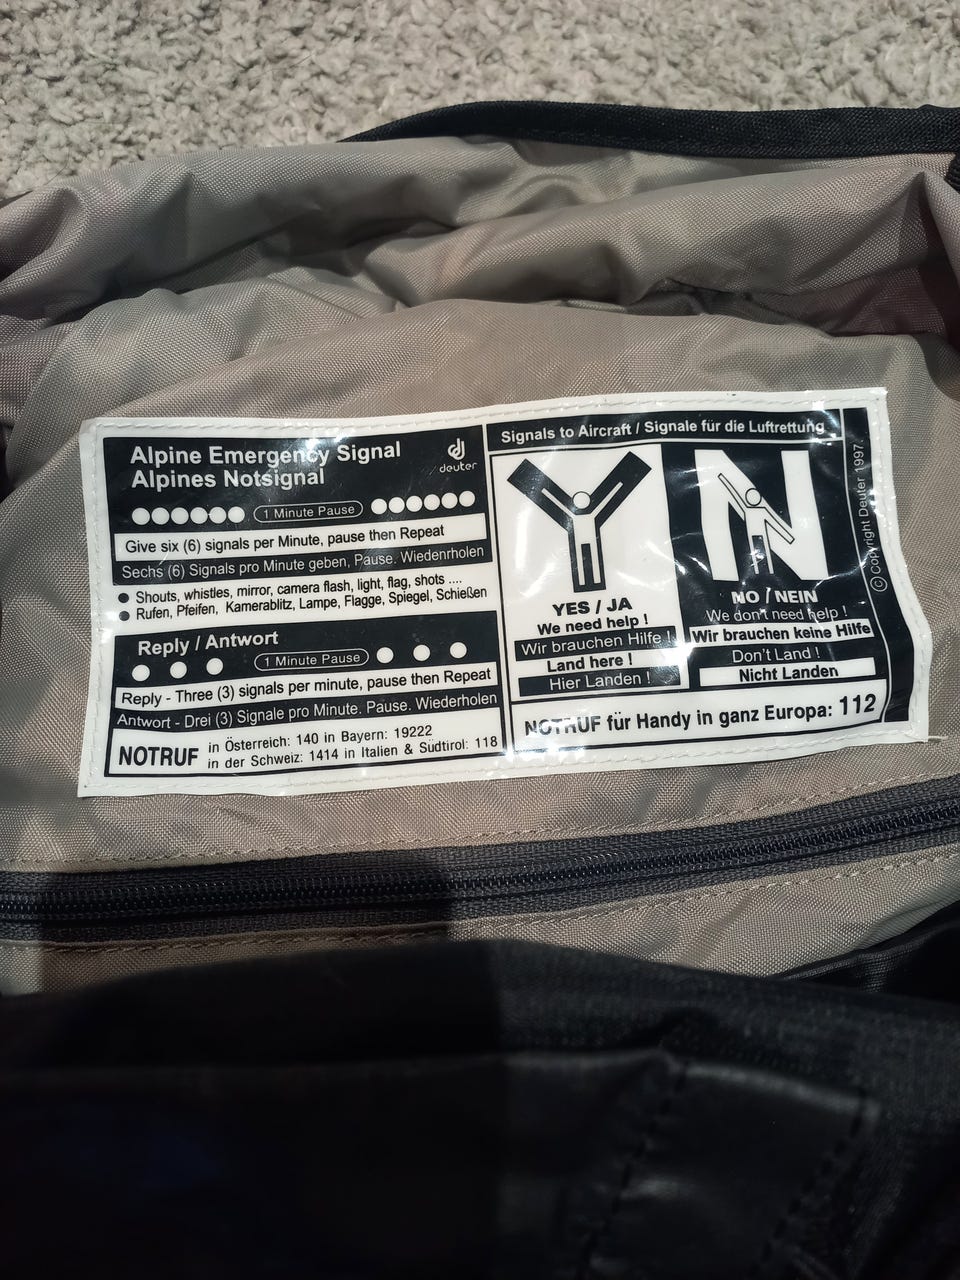 Alpine Emergency Signal
Alpines Notsignal
deuter
1 Minute Pause
Give six (6) signals per Minute, pause then Repeat
Sechs (6) Signals pro Minute geben, Pause. Wiedenrholen
Shouts, whistles, mirror, camera flash, light, flag, shots ....
Rufen, Pfeifen, Kamerablitz, Lampe, Flagge, Spiegel, Schießen
Reply / Antwort
1 Minute Pause
Reply - Three (3) signals per minute, pause then Repeat
Antwort - Drei (3) Signale pro Minute. Pause. Wiederholen
NOTRUF in Österreich: 140 in Bayern: 19222
in der Schweiz: 1414 in Italien & Südtirol: 118
Signals to Aircraft / Signale für die Luftrettung
Y
YES / JA
We need help !
Wir brauchen Hilfe !
Land here !
Hier Landen !
N
NO / NEIN
We don't need help !
Wir brauchen keine Hilfe
Don't Land !
Nicht Landen
NOTRUF für Handy in ganz Europa: 112
© Copyright Deuter 1997